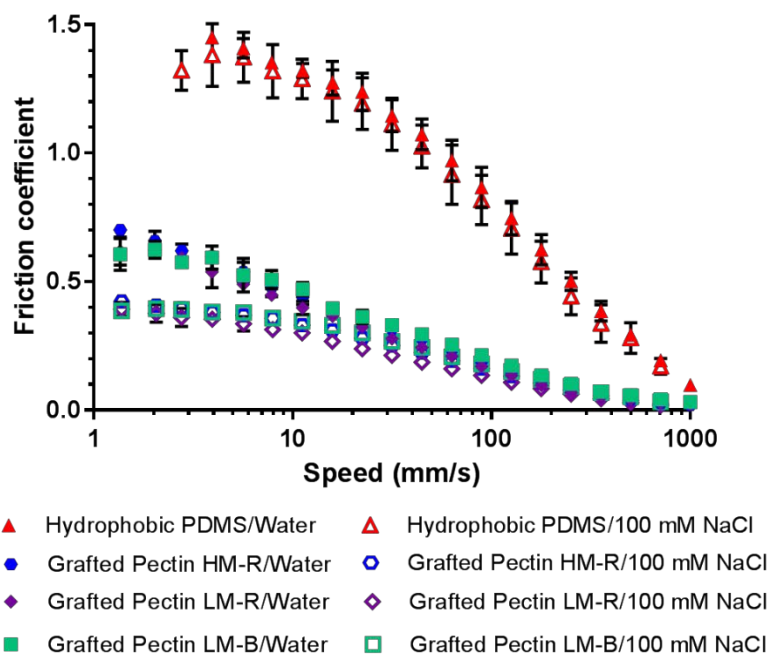 1.5
1.0
0.5
0.0
Friction coefficient
1 10 100 1000
Speed (mm/s)
Hydrophobic PDMS/Water Hydrophobic PDMS/100 mM NaCl
Grafted Pectin HM-R/Water Grafted Pectin HM-R/100 mM NaCl
Grafted Pectin LM-R/Water Grafted Pectin LM-R/100 mM NaCl
Grafted Pectin LM-B/Water Grafted Pectin LM-B/100 mM NaCl